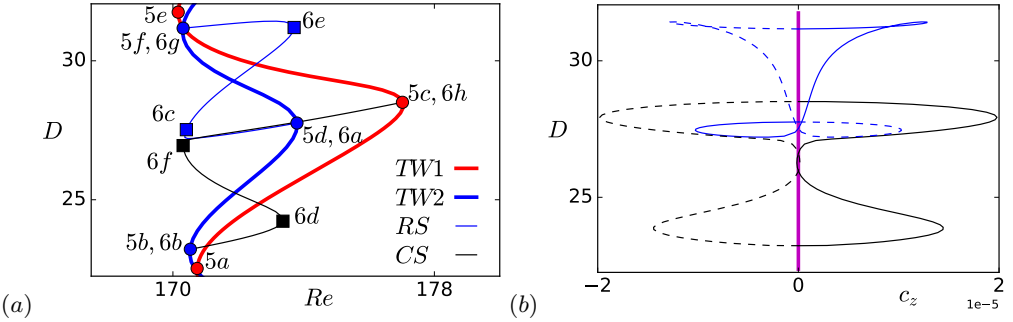 5e
6e
5f, 6g
30
5c, 6h
6c
D
5d, 6a
6f
TW1
TW2
25
6d
RS
5b, 6b
5a
CS
170
178
Re
(a)
30
D
25
−2
0
2
c_z
1e−5
(b)